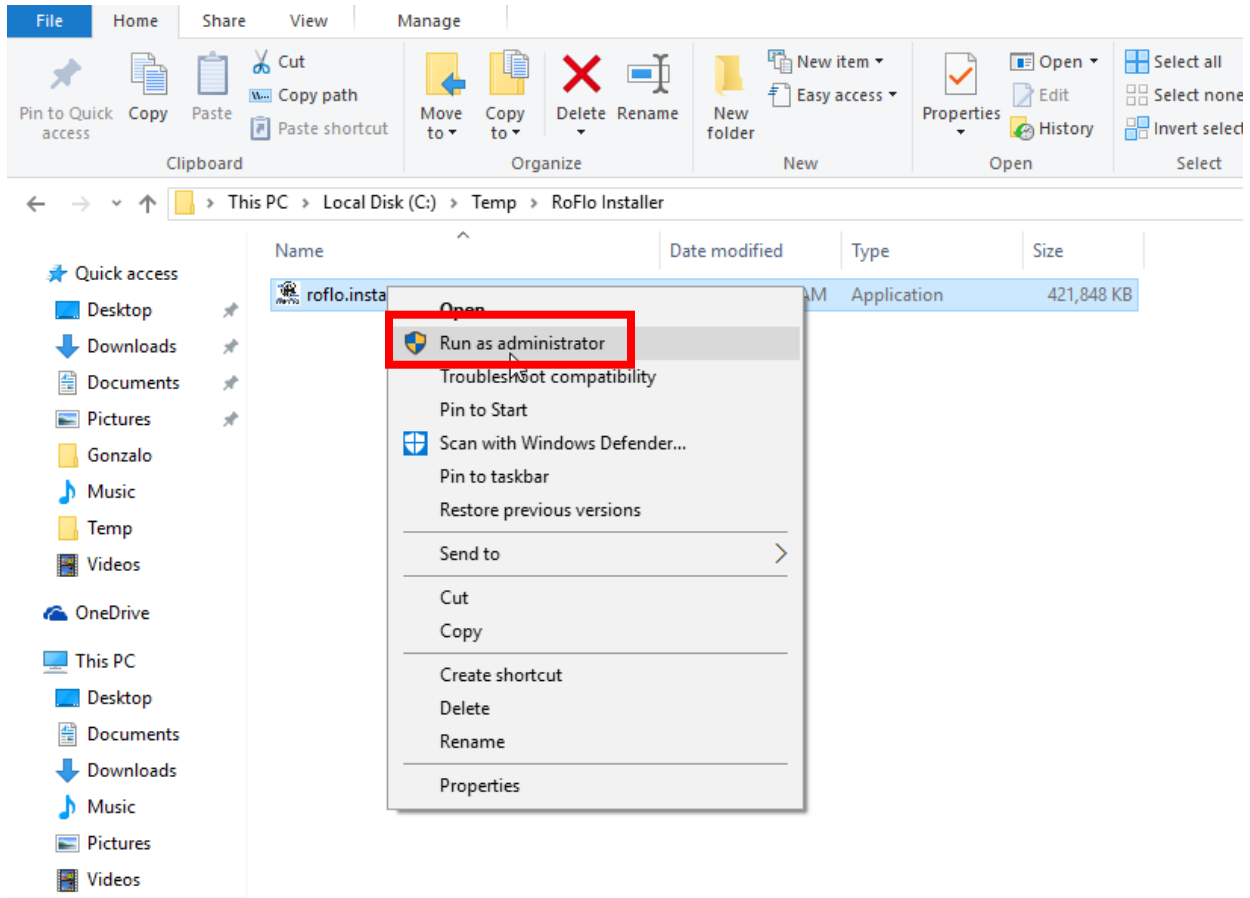 File Home Share View Manage
Pin to Quick access
Copy
Paste
Cut
Copy path
Paste shortcut
Clipboard
Move to
Copy to
Delete
Rename
Organize
New folder
New item
Easy access
New
Properties
Open
Edit
History
Open
Select all
Select none
Invert select
Select
This PC > Local Disk (C:) > Temp > RoFlo Installer
Name Date modified Type Size
roflo.insta AM Application 421,848 KB
Quick access
Desktop
Downloads
Documents
Pictures
Gonzalo
Music
Temp
Videos
OneDrive
This PC
Desktop
Documents
Downloads
Music
Pictures
Videos
Open
Run as administrator
Troubleshoot compatibility
Pin to Start
Scan with Windows Defender...
Pin to taskbar
Restore previous versions
Send to
Cut
Copy
Create shortcut
Delete
Rename
Properties